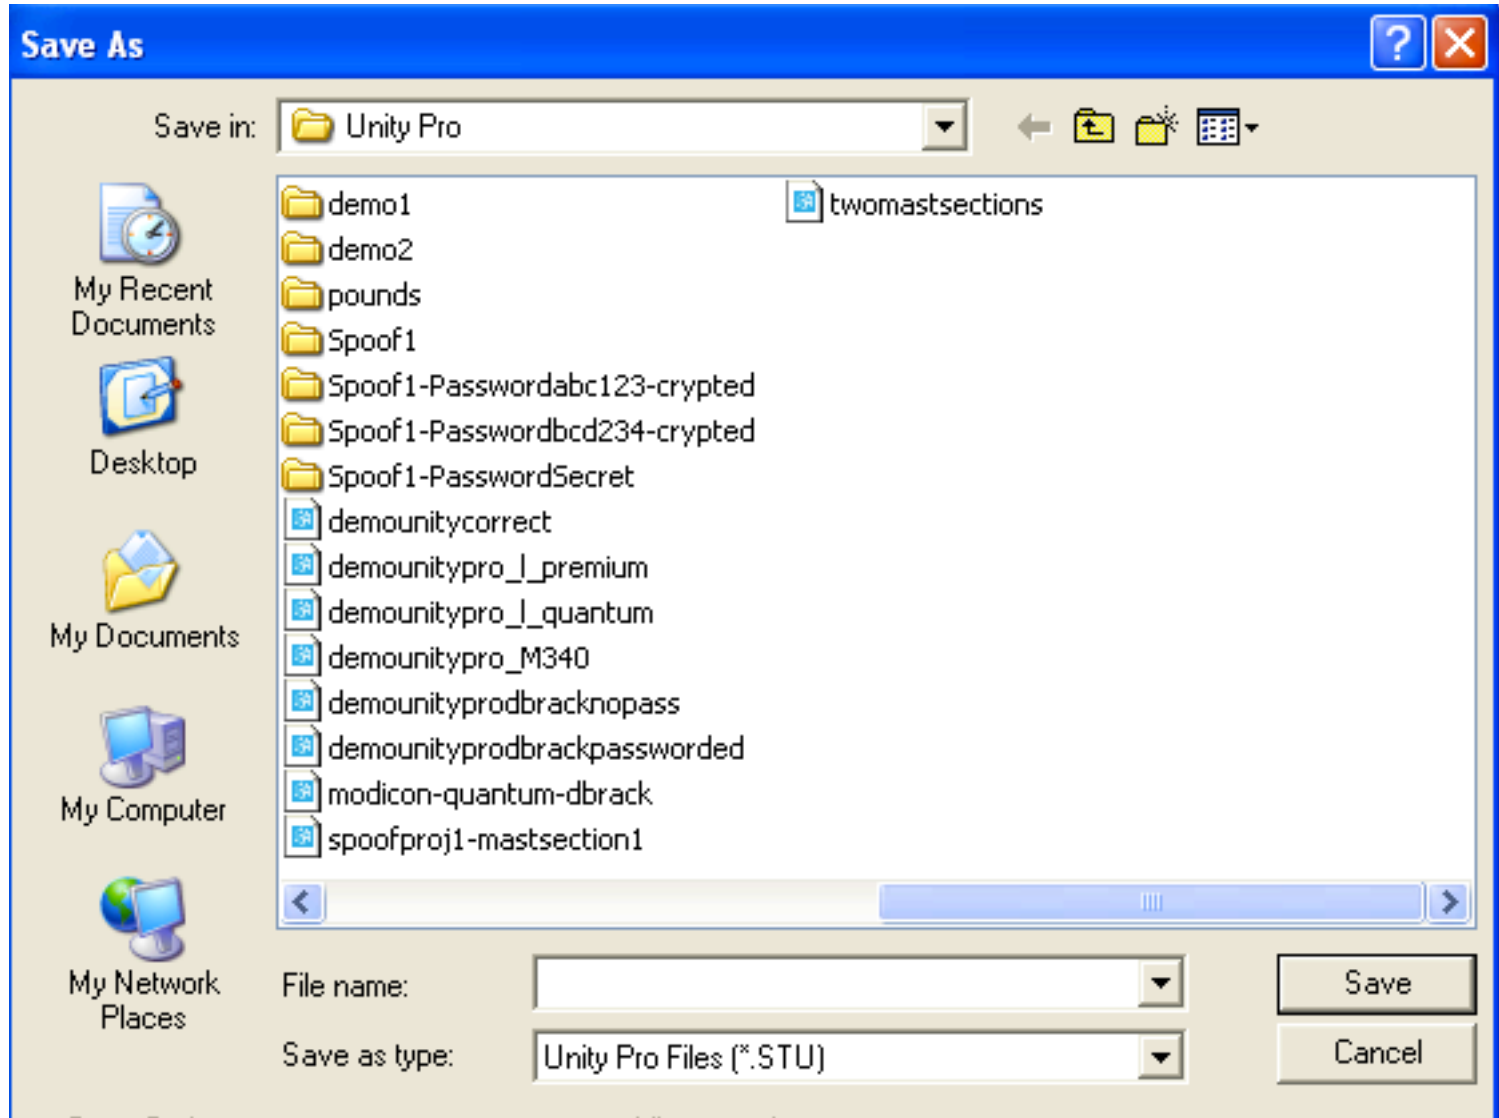 Save As
Save in:
Unity Pro
demo1
demo2
pounds
Spoof1
Spoof1-Passwordabc123-crypted
Spoof1-Passwordbcd234-crypted
Spoof1-PasswordSecret
demounitycorrect
demounitypro_l_premium
demounitypro_l_quantum
demounitypro_M340
demounityprodbracknopass
demounityprodbrackpassworded
modicon-quantum-dbrack
spoofproj1-mastsection1
twomastsections
My Recent
Documents
Desktop
My Documents
My Computer
My Network
Places
File name:
Save
Save as type:
Unity Pro Files (*.STU)
Cancel